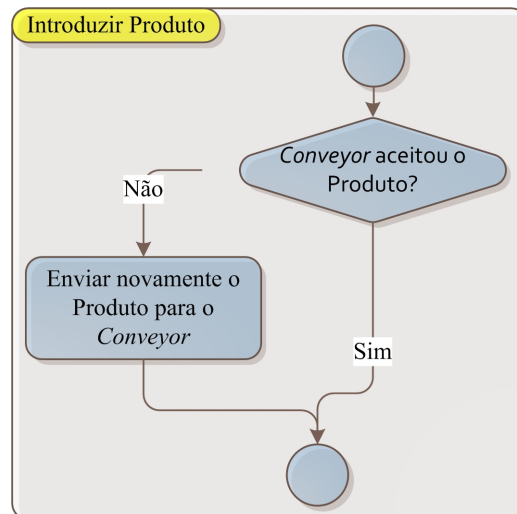 Introduzir Produto
Conveyor aceitou o
Produto?
Não
Enviar novamente o
Produto para o
Conveyor
Sim